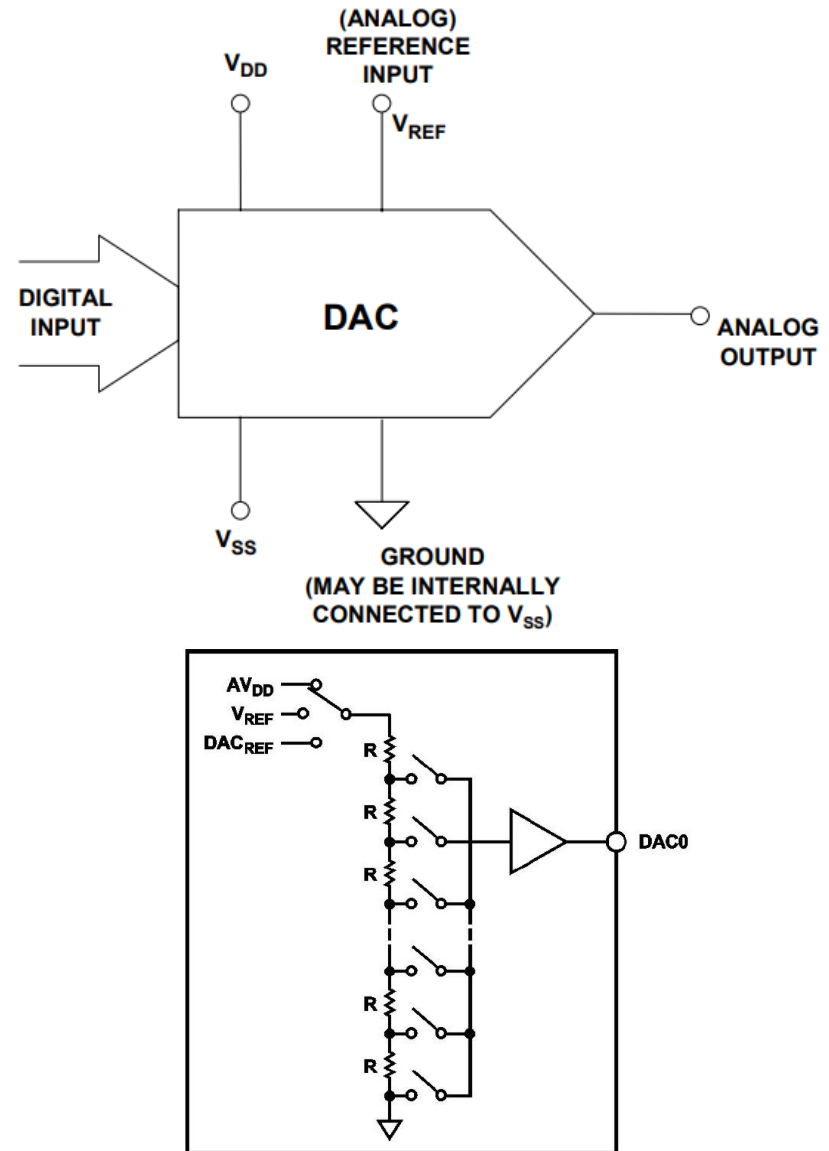 (ANALOG)
REFERENCE
INPUT
V_DD
V_REF
DIGITAL
INPUT
DAC
ANALOG
OUTPUT
V_SS
GROUND
(MAY BE INTERNALLY
CONNECTED TO V_SS)
AV_DD
V_REF
DAC_REF
R
R
R
DAC0
R
R